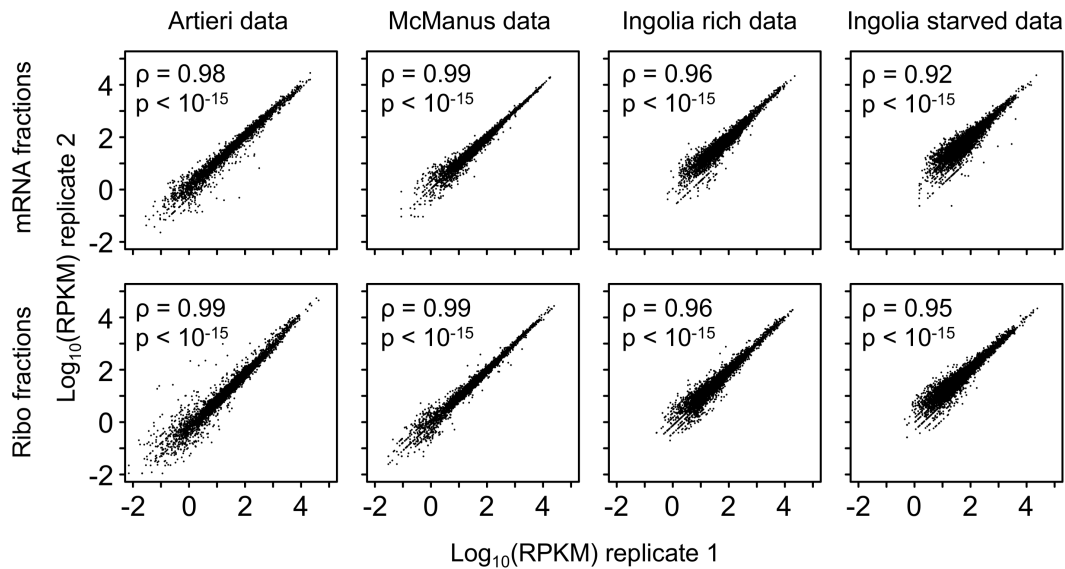 Artieri data McManus data Ingolia rich data Ingolia starved data
mRNA fractions
Log10(RPKM) replicate 2
4
2
0
-2
ρ = 0.98
p < 10-15
ρ = 0.99
p < 10-15
ρ = 0.96
p < 10-15
ρ = 0.92
p < 10-15
Ribo fractions
4
2
0
-2
ρ = 0.99
p < 10-15
ρ = 0.99
p < 10-15
ρ = 0.96
p < 10-15
ρ = 0.95
p < 10-15
-2 0 2 4 -2 0 2 4 -2 0 2 4 -2 0 2 4
Log10(RPKM) replicate 1